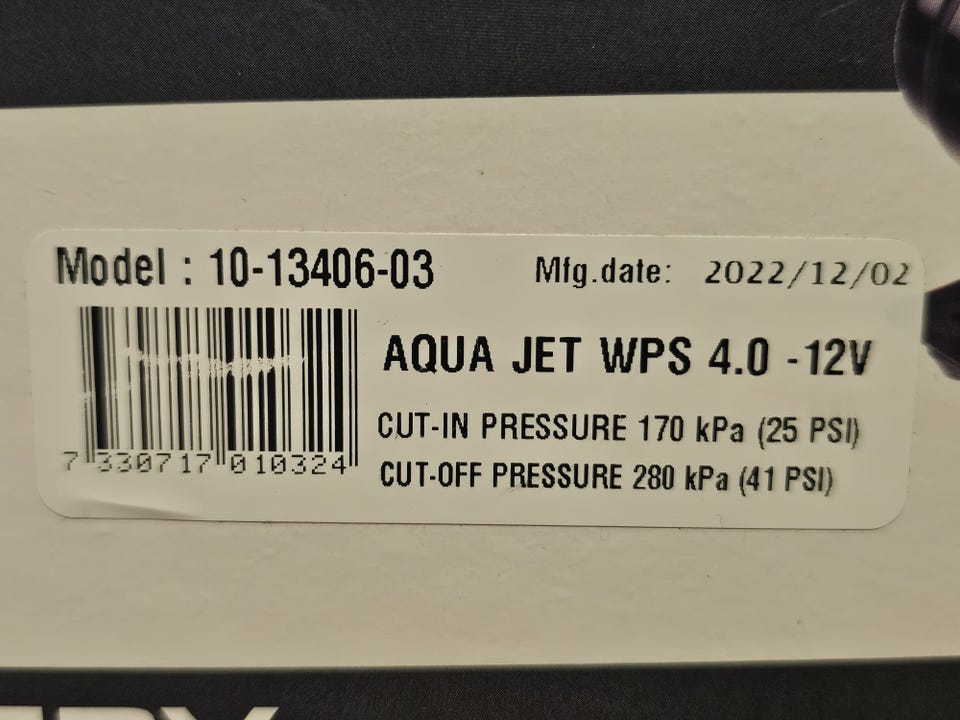 Model : 10-13406-03
Mfg.date: 2022/12/02
AQUA JET WPS 4.0 -12V
CUT-IN PRESSURE 170 kPa (25 PSI)
CUT-OFF PRESSURE 280 kPa (41 PSI)
7 330717 010324